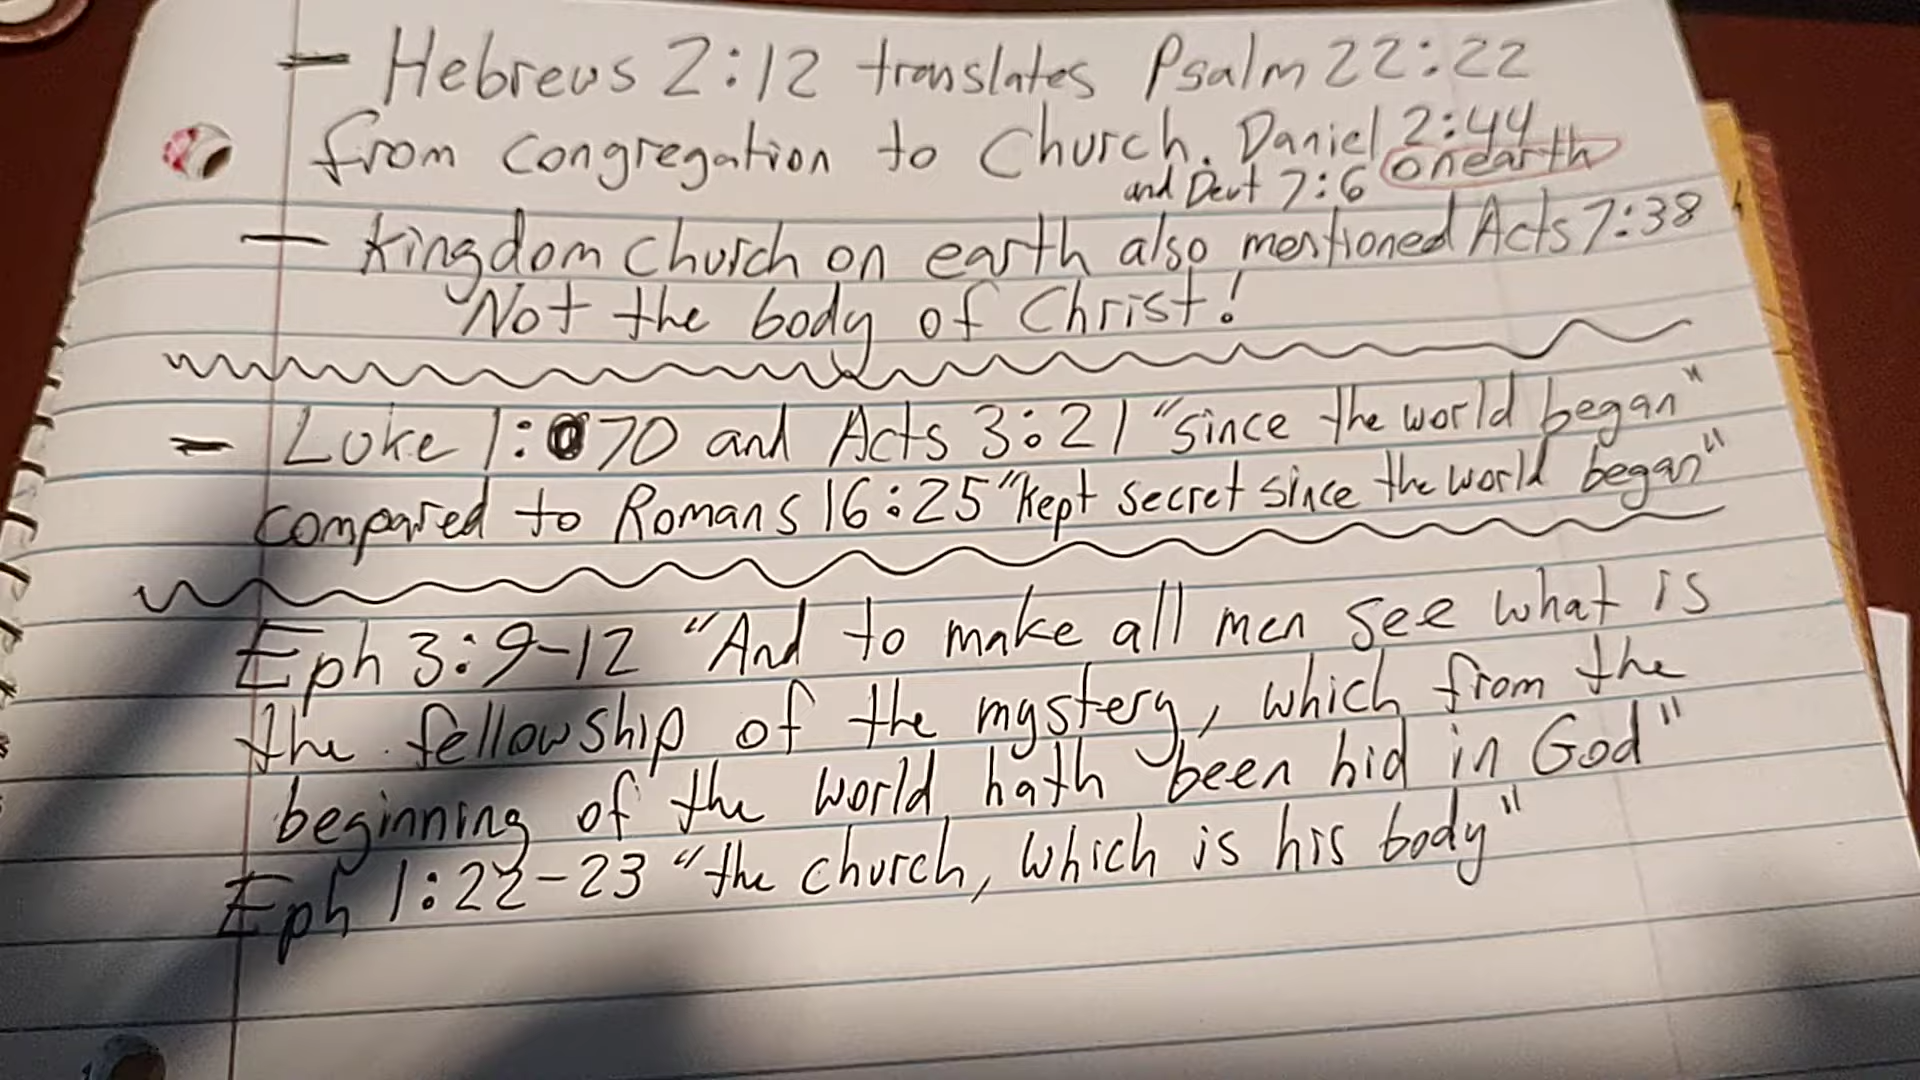 — Hebrews 2:12 translates Psalm 22:22
from congregation to Church. Daniel 2:44
and Deut 7:6 on earth
— Kingdom church on earth also mentioned Acts 7:38
Not the body of Christ!
- Luke 1:70 and Acts 3:21 "since the world began"
compared to Romans 16:25 "kept secret since the world began"
Eph 3:9-12 "And to make all men see what is
the fellowship of the mystery, which from the
beginning of the world hath been hid in God"
Eph 1:22-23 "the church, which is his body"